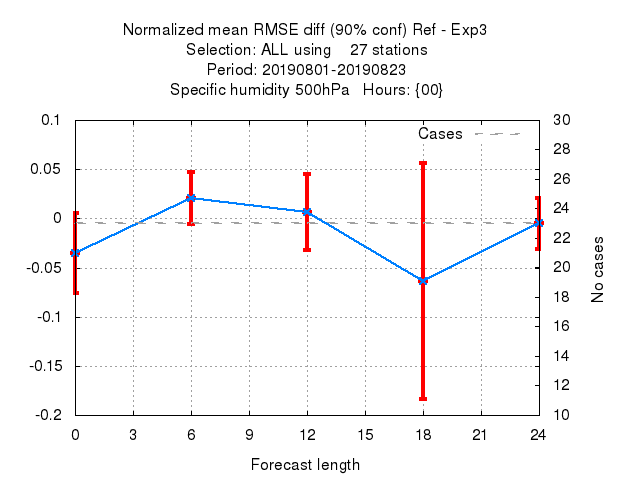 Normalized mean RMSE diff (90% conf) Ref - Exp3
Selection: ALL using    27 stations
Period: 20190801-20190823
Specific humidity 500hPa   Hours: {00}
0.1
0.05
0
-0.05
-0.1
-0.15
-0.2
Cases
30
28
26
24
22
20
18
16
14
12
10
No cases
0 3 6 9 12 15 18 21 24
Forecast length